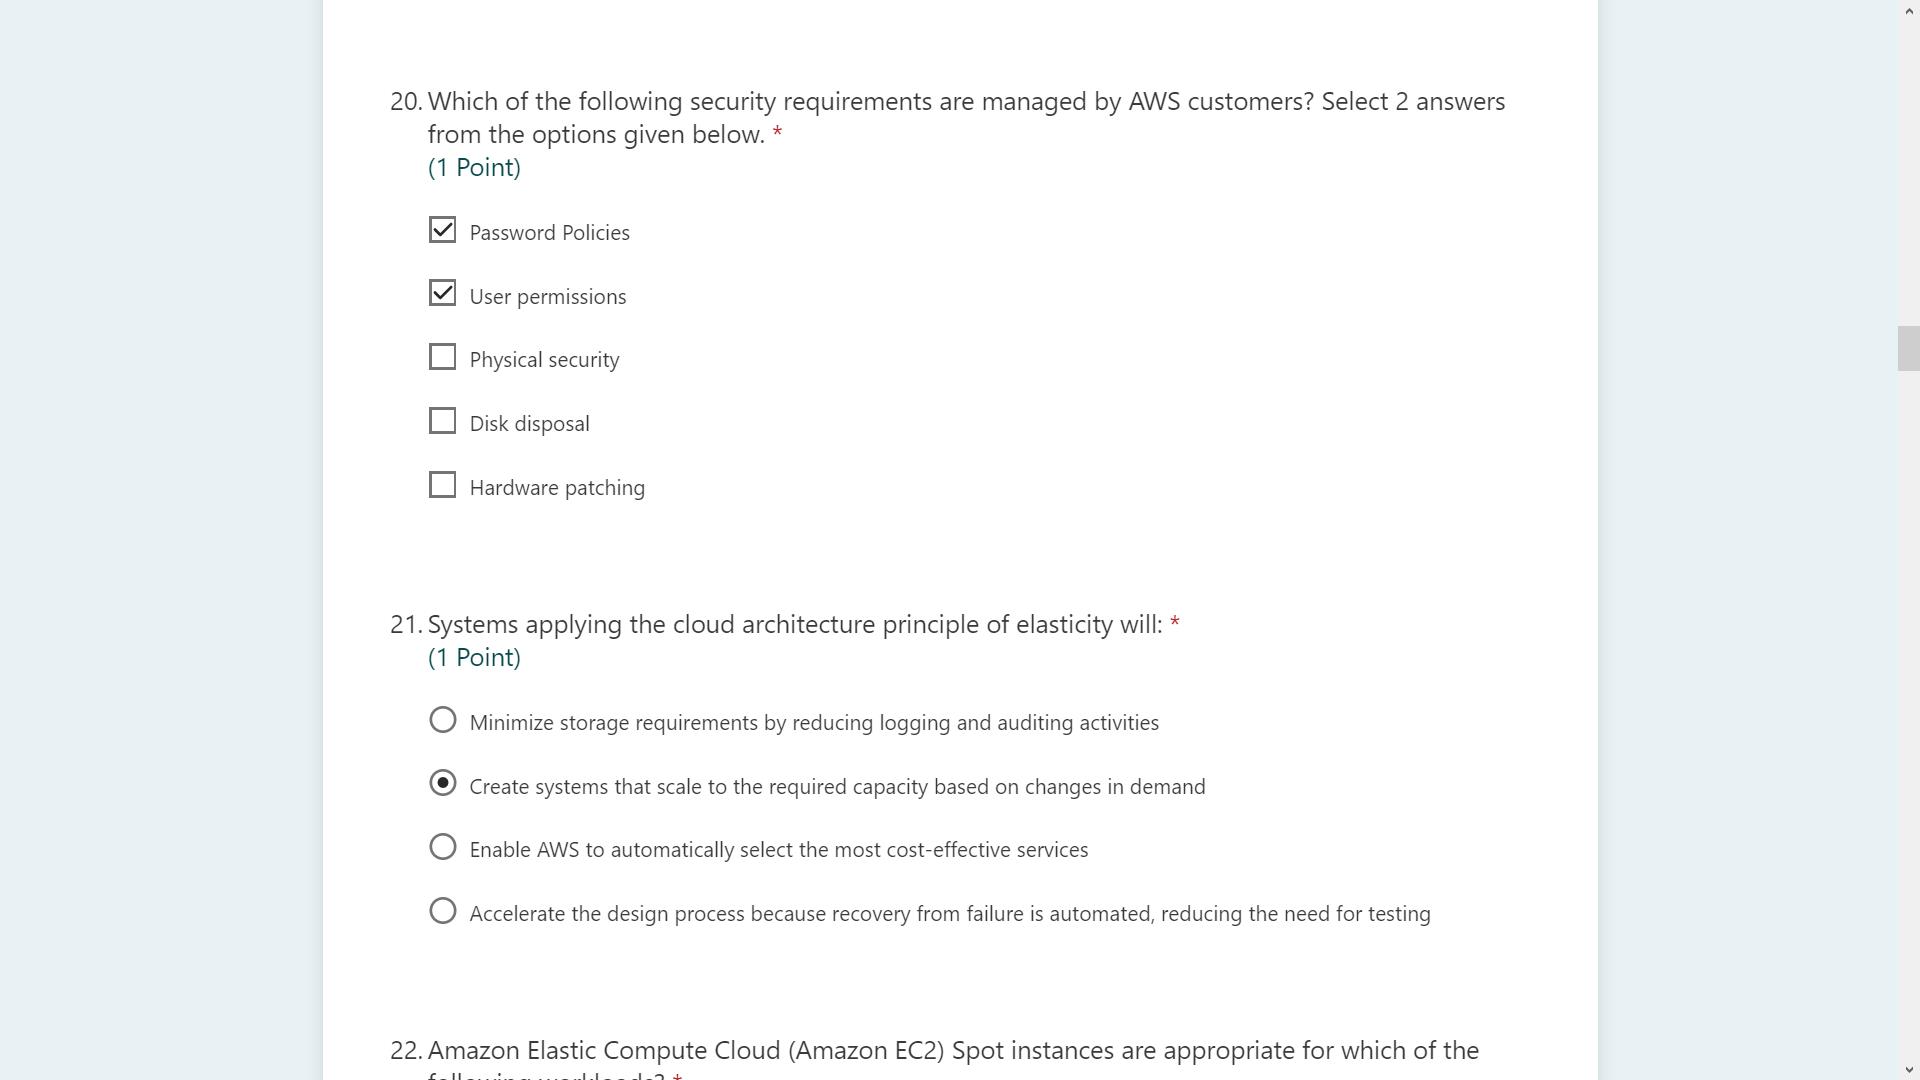 20. Which of the following security requirements are managed by AWS customers? Select 2 answers
from the options given below. *
(1 Point)
Password Policies
User permissions
Physical security
Disk disposal
Hardware patching
21. Systems applying the cloud architecture principle of elasticity will: *
(1 Point)
Minimize storage requirements by reducing logging and auditing activities
Create systems that scale to the required capacity based on changes in demand
Enable AWS to automatically select the most cost-effective services
Accelerate the design process because recovery from failure is automated, reducing the need for testing
22. Amazon Elastic Compute Cloud (Amazon EC2) Spot instances are appropriate for which of the
following workloads? *